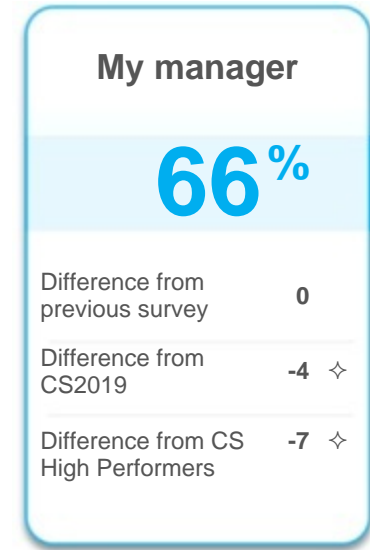 My manager
66%
Difference from
previous survey 0
Difference from
CS2019 -4 ✧
Difference from CS -7 ✧
High Performers